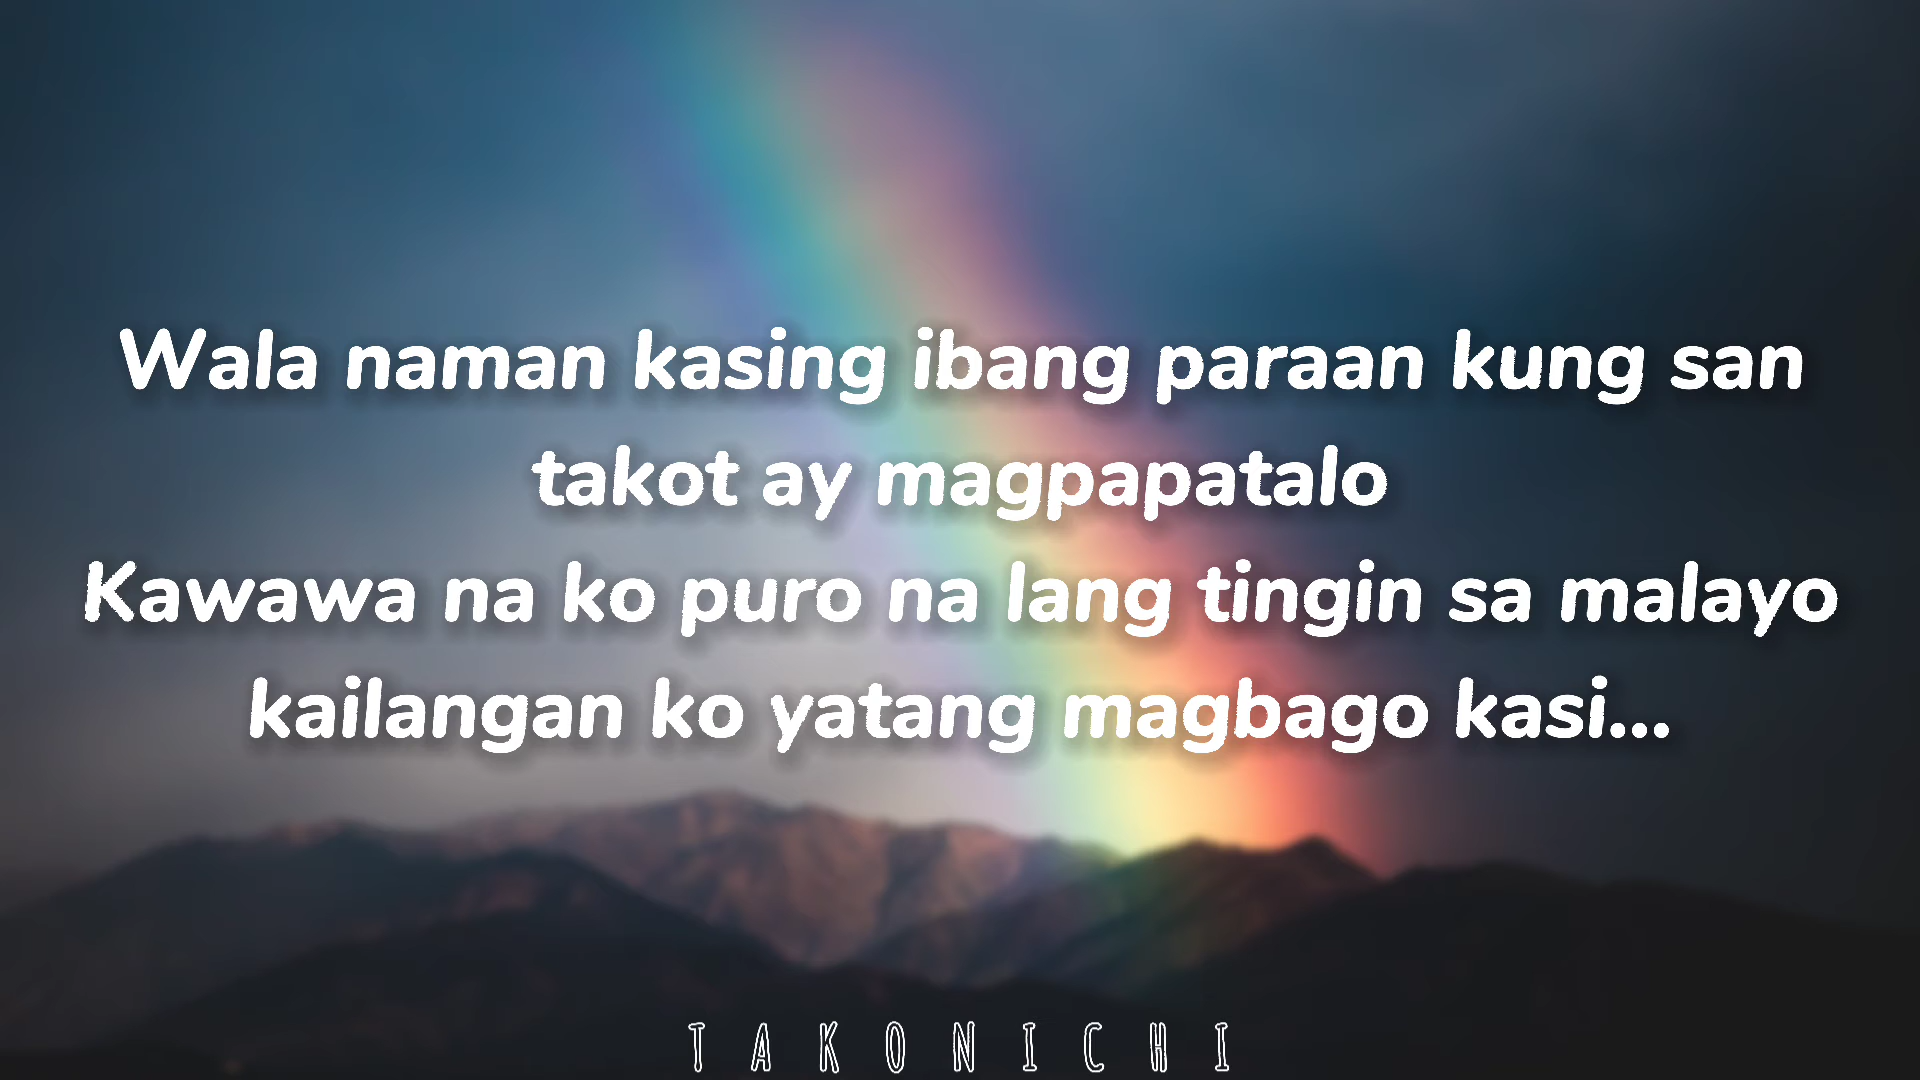 Wala naman kasing ibang paraan kung san
takot ay magpapatalo
Kawawa na ko puro na lang tingin sa malayo
kailangan ko yatang magbago kasi...
TAKONICHI